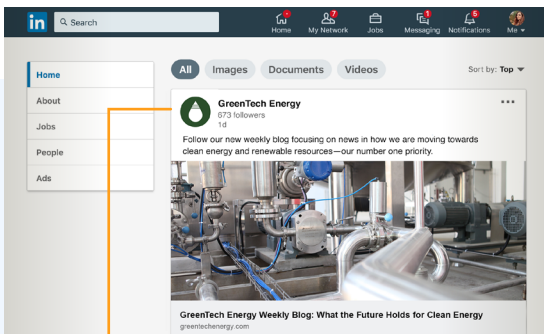 in
Search
Home
My Network
7
Jobs
Messaging
1
Notifications
5
Me
Home
About
Jobs
People
Ads
All
Images
Documents
Videos
Sort by: Top
GreenTech Energy
673 followers
1d
Follow our new weekly blog focusing on news in how we are moving towards
clean energy and renewable resources—our number one priority.
GreenTech Energy Weekly Blog: What the Future Holds for Clean Energy
greentechenergy.com